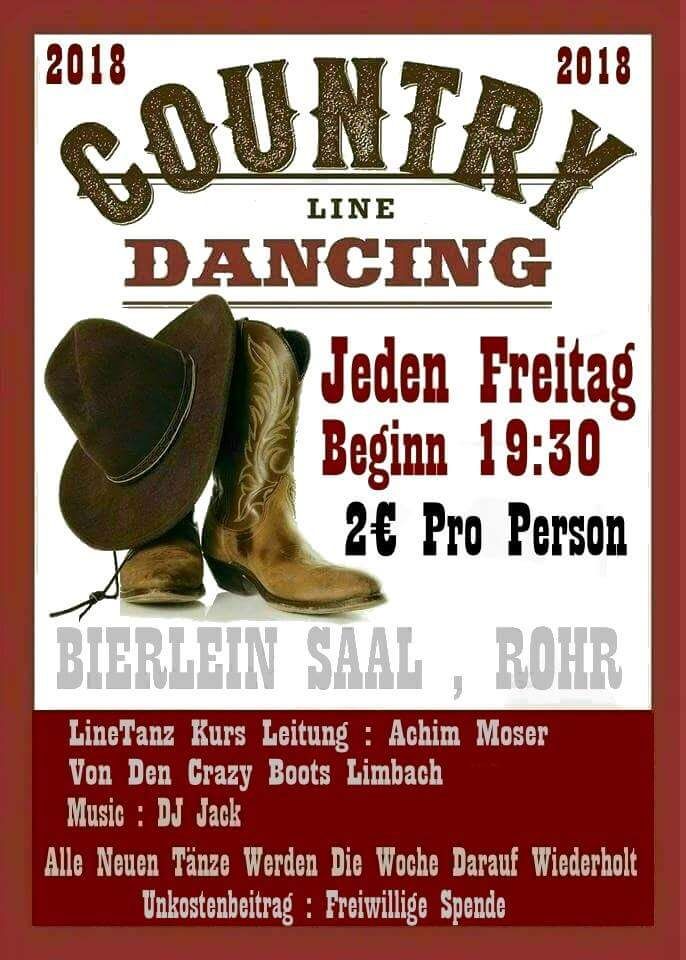 2018 2018
COUNTRY
LINE
DANCING
Jeden Freitag
Beginn 19:30
2€ Pro Person
BIERLEIN SAAL , ROHR
LineTanz Kurs Leitung : Achim Moser
Von Den Crazy Boots Limbach
Music : DJ Jack
Alle Neuen Tänze Werden Die Woche Darauf Wiederholt
Unkostenbeitrag : Freiwillige Spende